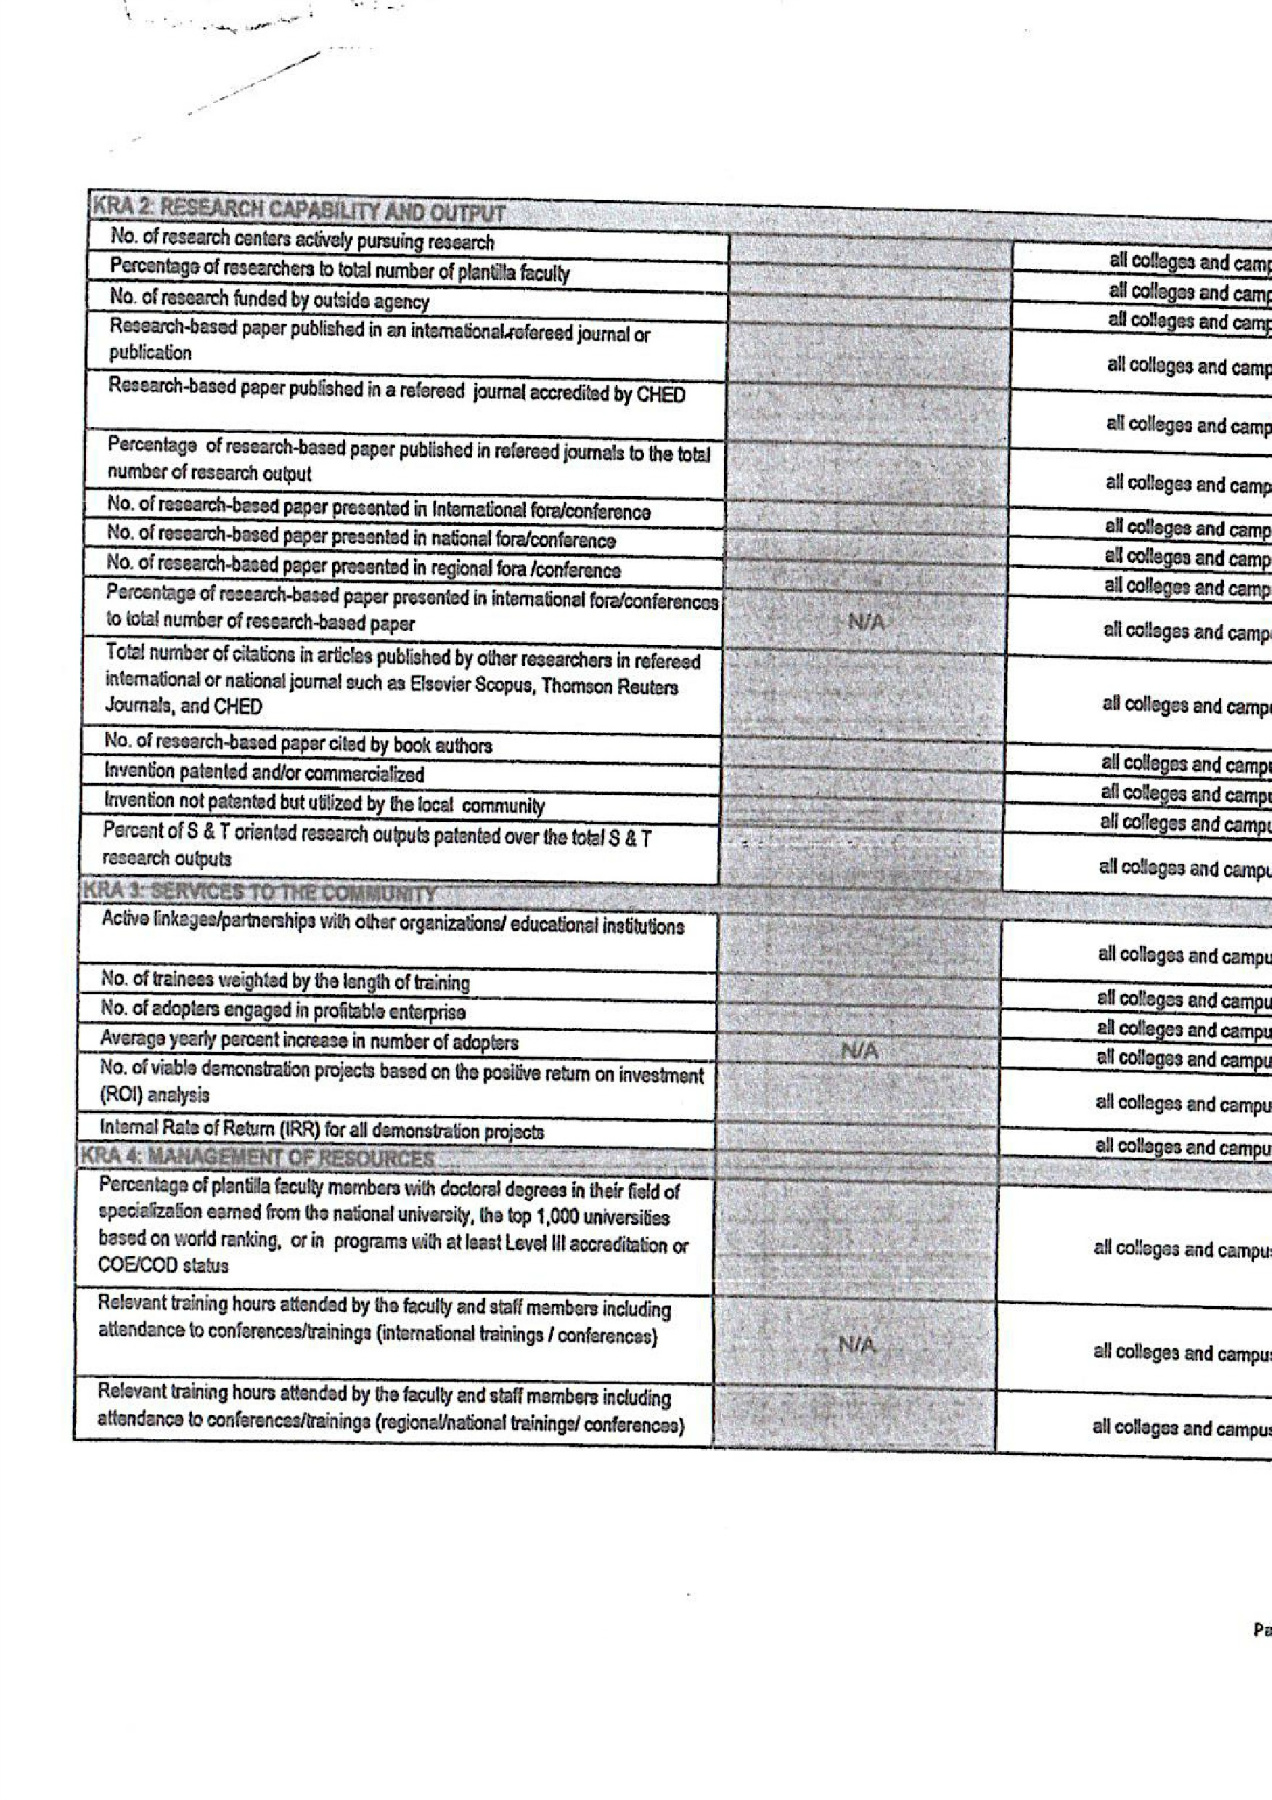 KRA 2: RESEARCH CAPABILITY AND OUTPUT
No. of research centers actively pursuing research
all colleges and camp
Percentage of researchers to total number of plantilla faculty
all colleges and camp
No. of research funded by outside agency
all colleges and camp
Research-based paper published in an international-refereed journal or
publication
all colleges and camp
Research-based paper published in a refereed journal accredited by CHED
all colleges and camp
Percentage of research-based paper published in refereed journals to the total
number of research output
all colleges and camp
No. of research-based paper presented in International fora/conference
all colleges and camp
No. of research-based paper presented in national fora/conference
all colleges and camp
No. of research-based paper presented in regional fora /conference
all colleges and camp
Percentage of research-based paper presented in international fora/conferences
to total number of research-based paper
N/A
all colleges and camp
Total number of citations in articles published by other researchers in refereed
international or national journal such as Elsevier Scopus, Thomson Reuters
Journals, and CHED
all colleges and camp
No. of research-based paper cited by book authors
all colleges and camp
Invention patented and/or commercialized
all colleges and camp
Invention not patented but utilized by the local community
all colleges and campu
Percent of S & T oriented research outputs patented over the total S & T
research outputs
all colleges and campu
KRA 3: SERVICES TO THE COMMUNITY
Active linkages/partnerships with other organizations/ educational institutions
all colleges and campu
No. of trainees weighted by the length of training
all colleges and campu
No. of adopters engaged in profitable enterprise
all colleges and campu
Average yearly percent increase in number of adopters
N/A
all colleges and campu
No. of viable demonstration projects based on the positive return on investment
(ROI) analysis
all colleges and campu
Internal Rate of Return (IRR) for all demonstration projects
all colleges and campu
KRA 4: MANAGEMENT OF RESOURCES
Percentage of plantilla faculty members with doctoral degrees in their field of
specialization earned from the national university, the top 1,000 universities
based on world ranking, or in programs with at least Level III accreditation or
COE/COD status
all colleges and campus
Relevant training hours attended by the faculty and staff members including
attendance to conferences/trainings (international trainings / conferences)
N/A
all colleges and campus
Relevant training hours attended by the faculty and staff members including
attendance to conferences/trainings (regional/national trainings/ conferences)
all colleges and campus
Pa